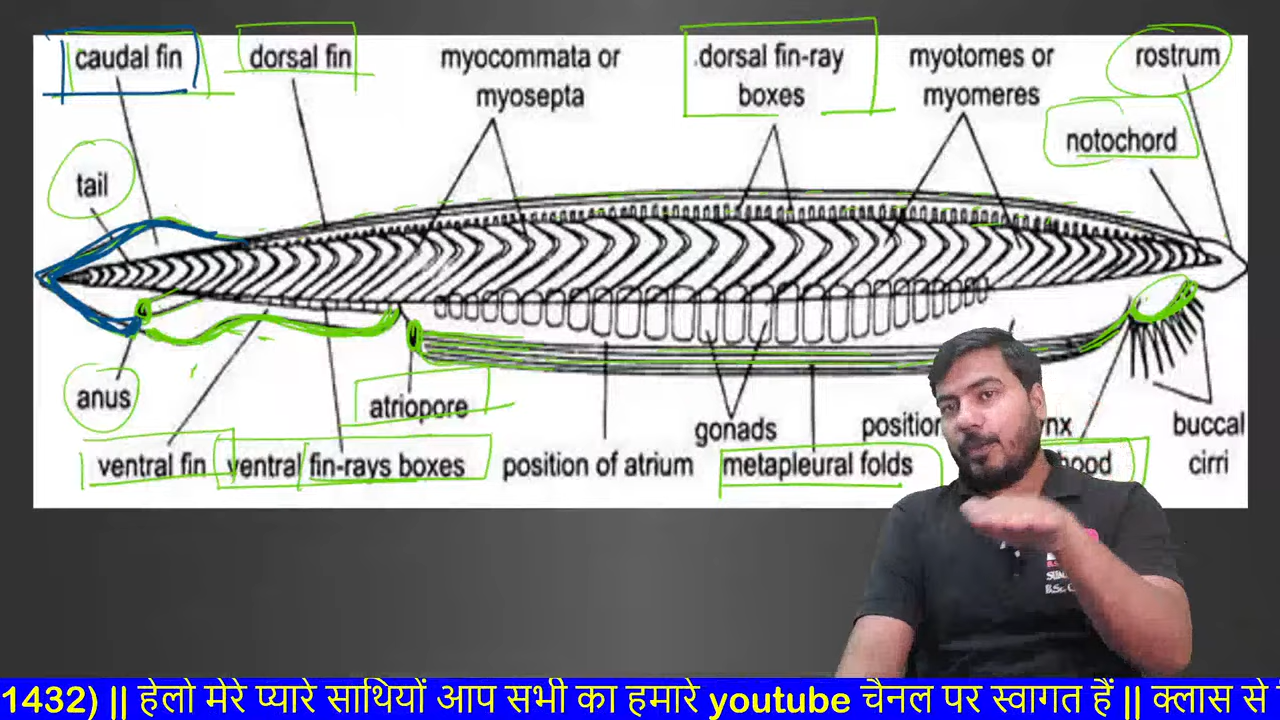 caudal fin
dorsal fin
myocommata or
myosepta
dorsal fin-ray
boxes
myotomes or
myomeres
rostrum
notochord
tail
anus
atriopore
ventral fin
ventral fin-rays boxes
position of atrium
gonads
metapleural folds
buccal
cirri
1432) || हेलो मेरे प्यारे साथियों आप सभी का हमारे youtube चैनल पर स्वागत हैं || क्लास से